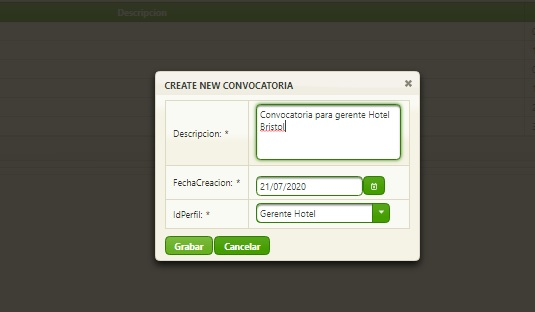 Descripcion
CREATE NEW CONVOCATORIA
Descripcion: *
Convocatoria para gerente Hotel
Bristol
FechaCreacion: *
21/07/2020
IdPerfil: *
Gerente Hotel
Grabar
Cancelar